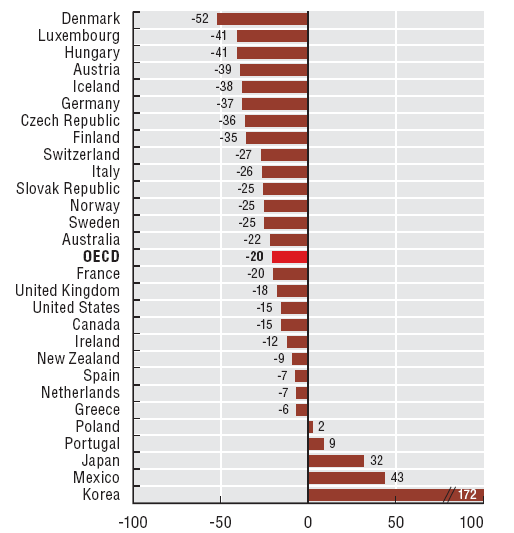 Denmark -52
Luxembourg -41
Hungary -41
Austria -39
Iceland -38
Germany -37
Czech Republic -36
Finland -35
Switzerland -27
Italy -26
Slovak Republic -25
Norway -25
Sweden -25
Australia -22
OECD -20
France -20
United Kingdom -18
United States -15
Canada -15
Ireland -12
New Zealand -9
Spain -7
Netherlands -7
Greece -6
Poland 2
Portugal 9
Japan 32
Mexico 43
Korea 172
-100 -50 0 50 100